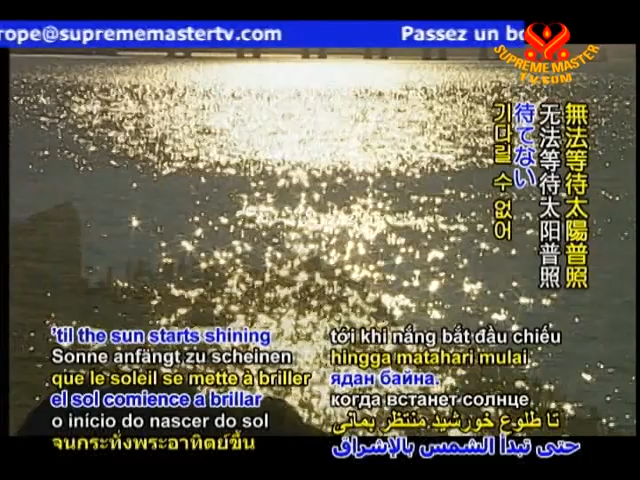 rope@suprememastertv.com
Passez un bo
SUPREME MASTER
TV.COM
無法等待太陽普照
无法等待太阳普照
待てない
기다릴 수 없어
'til the sun starts shining
Sonne anfängt zu scheinen
que le soleil se mette à briller
el sol comience a brillar
o início do nascer do sol
จนกระทั่งพระอาทิตย์ขึ้น
tới khi nắng bắt đầu chiếu
hingga matahari mulai
ядан байна.
когда встанет солнце
تا طلوع خورشید منتظر بمانی
حتى تبدأ الشمس بالإشراق